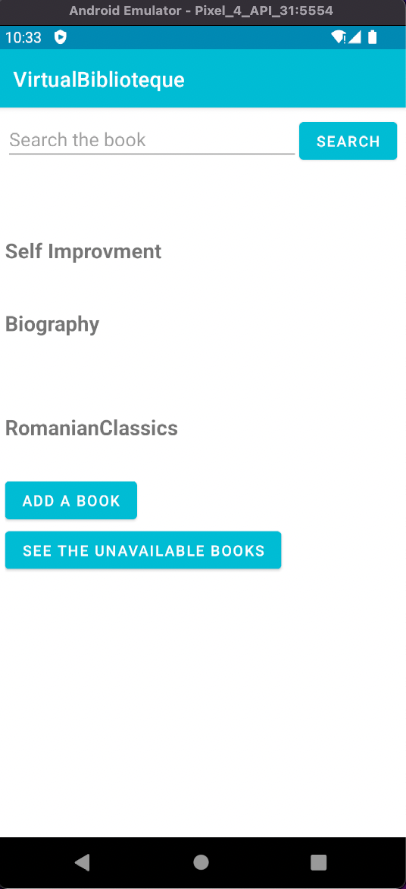 Android Emulator - Pixel_4_API_31:5554
10:33
VirtualBiblioteque
Search the book SEARCH
Self Improvment
Biography
RomanianClassics
ADD A BOOK
SEE THE UNAVAILABLE BOOKS